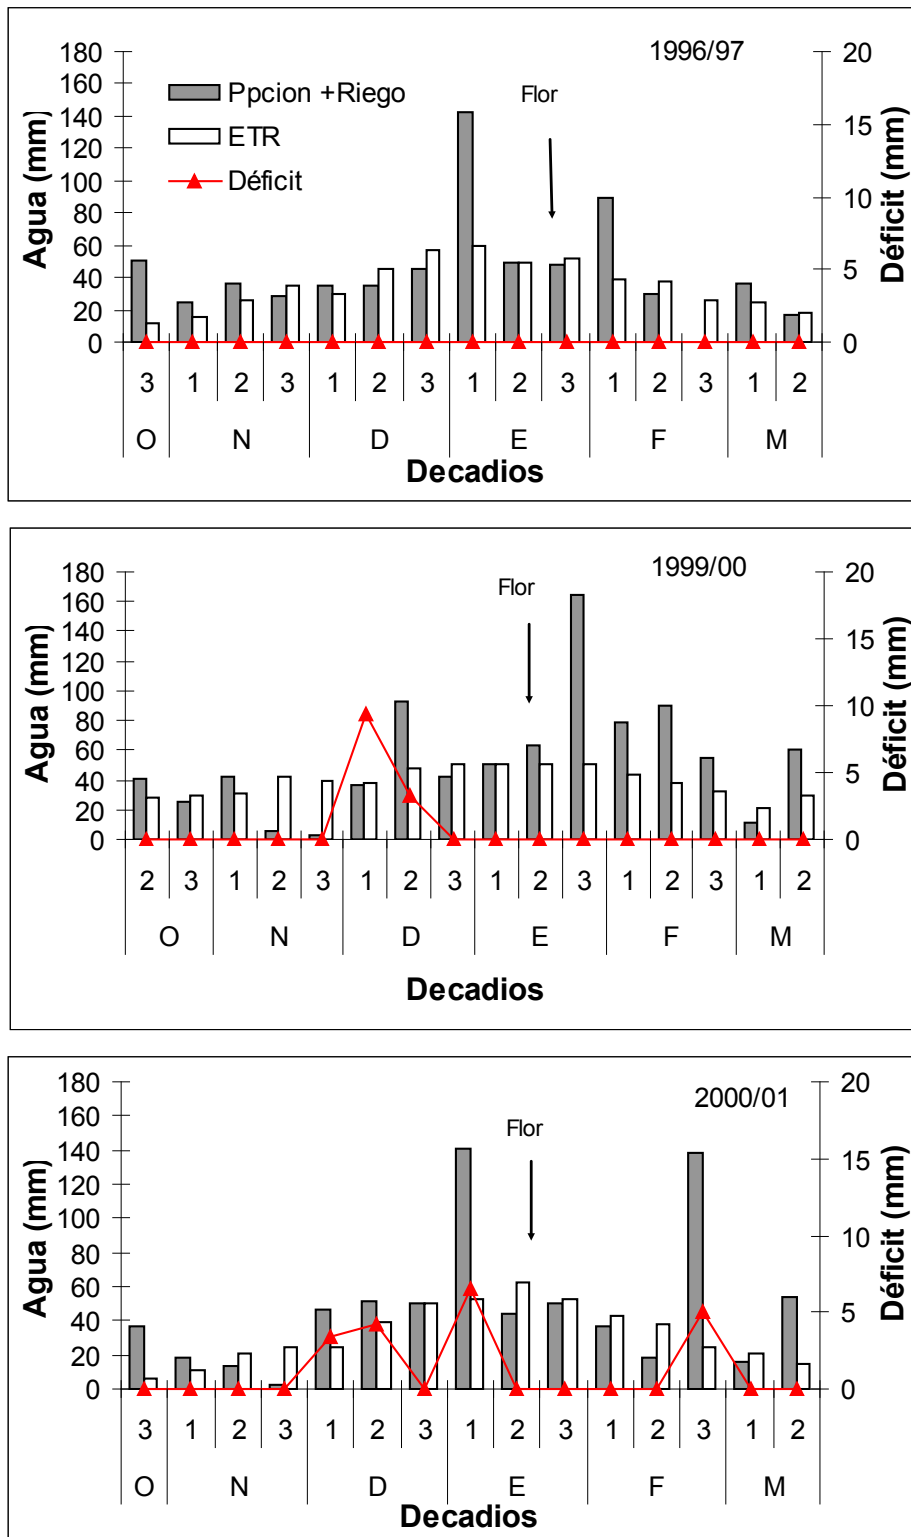 1996/97
Agua (mm)
Déficit (mm)
180
160
140
120
100
80
60
40
20
0
20
15
10
5
0
Ppcion +Riego
ETR
Déficit
Flor
3 1 2 3 1 2 3 1 2 3 1 2 3 1 2
O N D E F M
Decadios
1999/00
Agua (mm)
Déficit (mm)
180
160
140
120
100
80
60
40
20
0
20
15
10
5
0
Flor
2 3 1 2 3 1 2 3 1 2 3 1 2 3 1 2
O N D E F M
Decadios
2000/01
Agua (mm)
Déficit (mm)
180
160
140
120
100
80
60
40
20
0
20
15
10
5
0
Flor
3 1 2 3 1 2 3 1 2 3 1 2 3 1 2
O N D E F M
Decadios